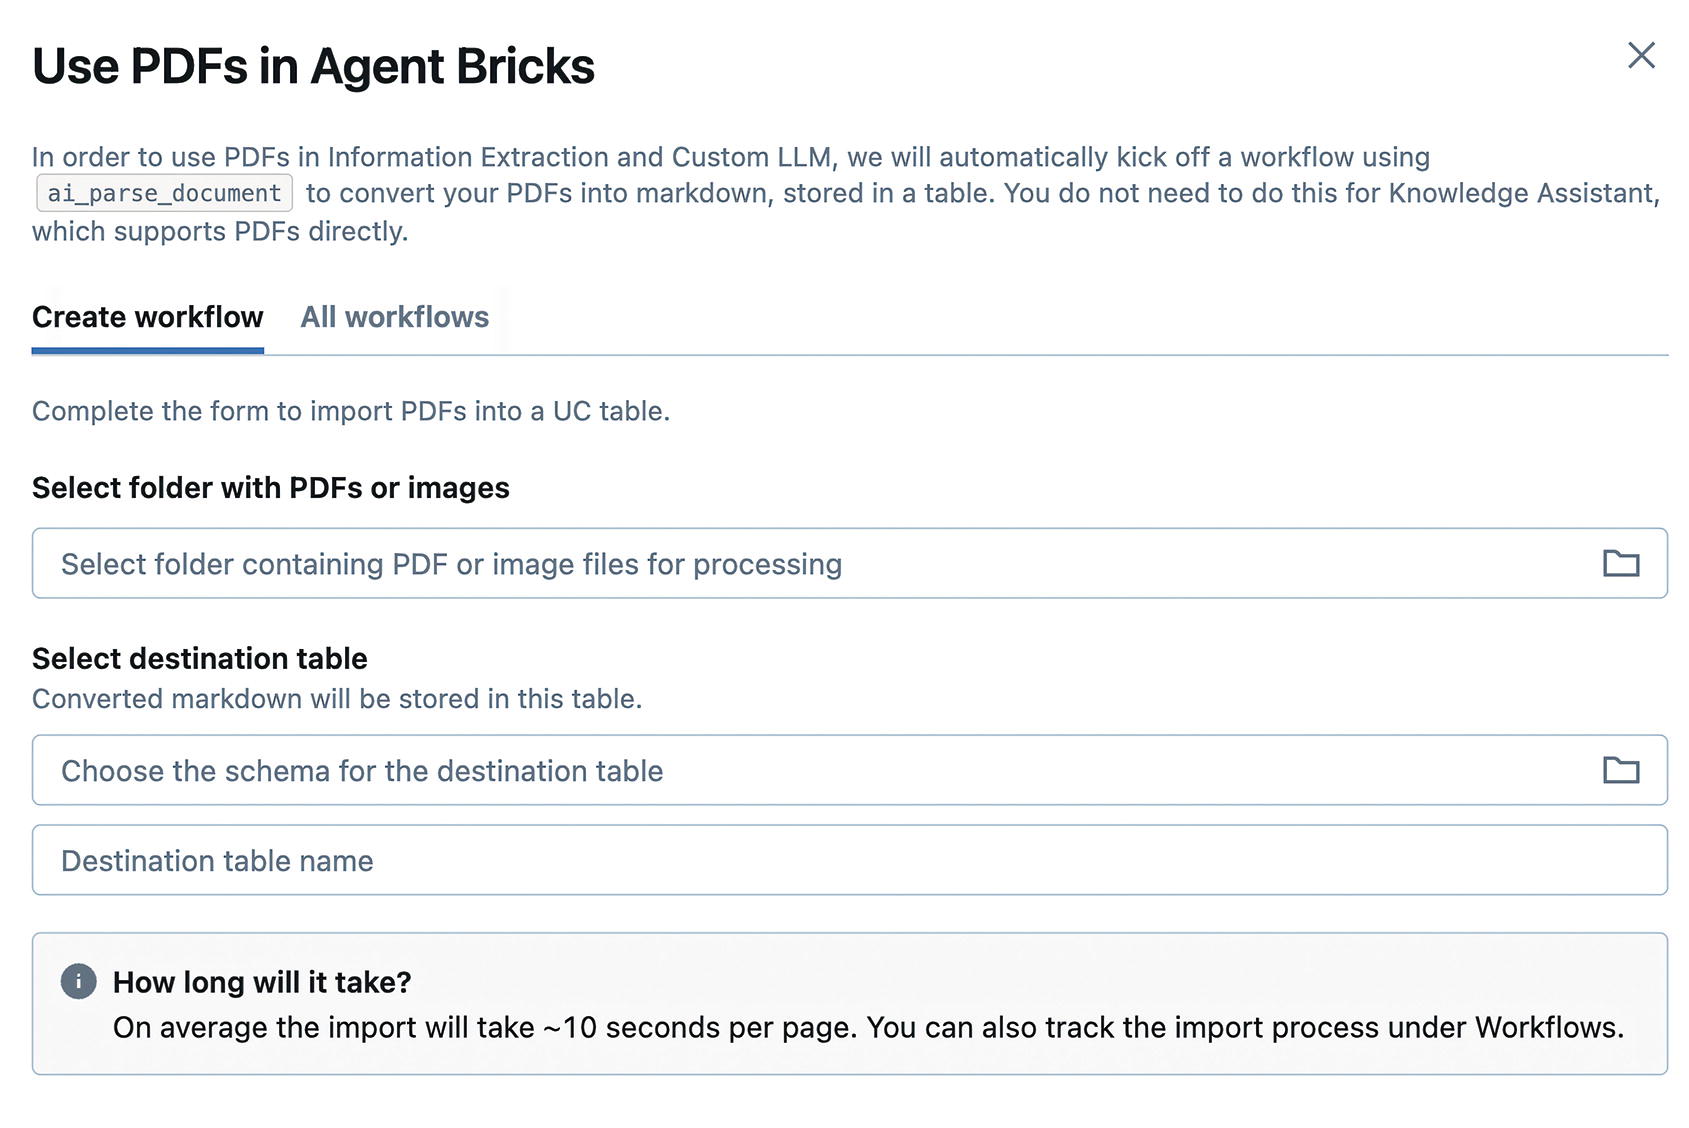 Use PDFs in Agent Bricks
In order to use PDFs in Information Extraction and Custom LLM, we will automatically kick off a workflow using
ai_parse_document to convert your PDFs into markdown, stored in a table. You do not need to do this for Knowledge Assistant,
which supports PDFs directly.
Create workflow All workflows
Complete the form to import PDFs into a UC table.
Select folder with PDFs or images
Select folder containing PDF or image files for processing
Select destination table
Converted markdown will be stored in this table.
Choose the schema for the destination table
Destination table name
How long will it take?
On average the import will take ~10 seconds per page. You can also track the import process under Workflows.